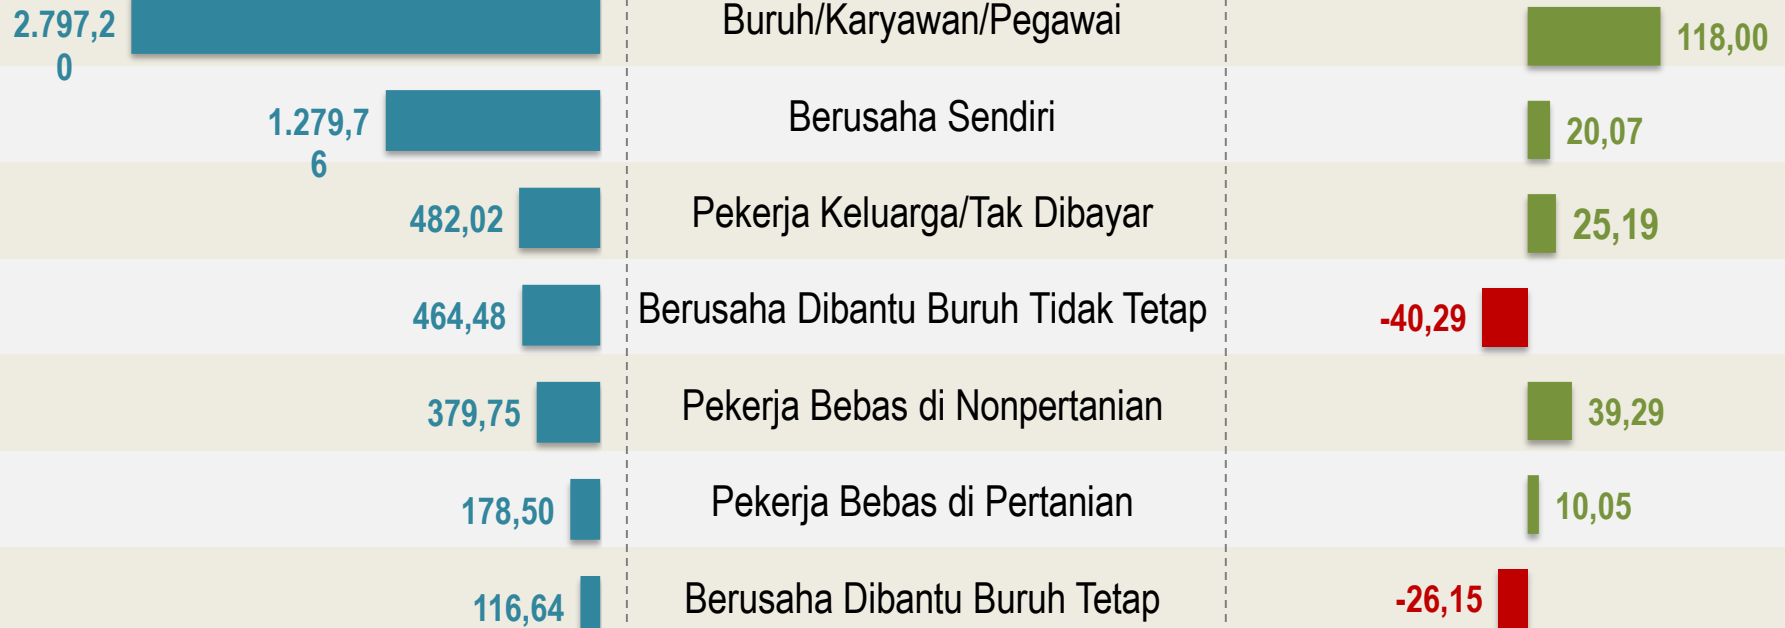 2.797,2
0
Buruh/Karyawan/Pegawai
118,00
1.279,7
6
Berusaha Sendiri
20,07
482,02
Pekerja Keluarga/Tak Dibayar
25,19
464,48
Berusaha Dibantu Buruh Tidak Tetap
-40,29
379,75
Pekerja Bebas di Nonpertanian
39,29
178,50
Pekerja Bebas di Pertanian
10,05
116,64
Berusaha Dibantu Buruh Tetap
-26,15